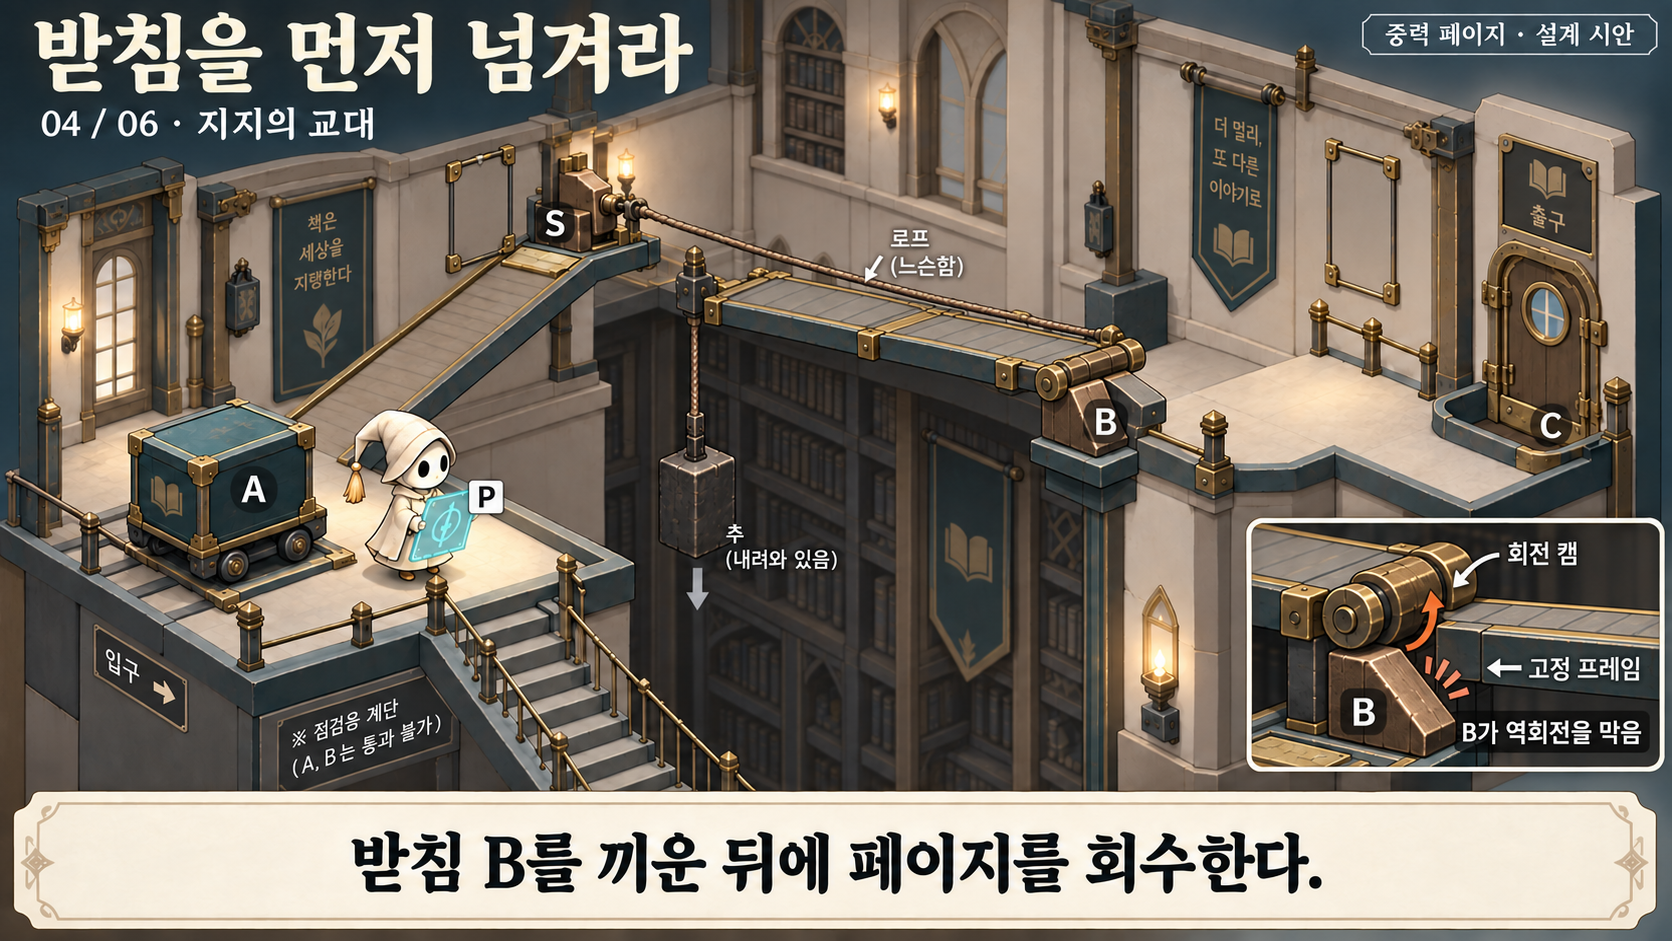 받침을 먼저 넘겨라
04 / 06 · 지지의 교대
중력 페이지 · 설계 시안
책은
세상을
지탱한다
S
로프
(느슨함)
더 멀리,
또 다른
이야기로
출구
A
P
B
C
추
(내려와 있음)
입구
※ 점검용 계단
(A, B는 통과 불가)
회전 캠
고정 프레임
B
B가 역회전을 막음
받침 B를 끼운 뒤에 페이지를 회수한다.